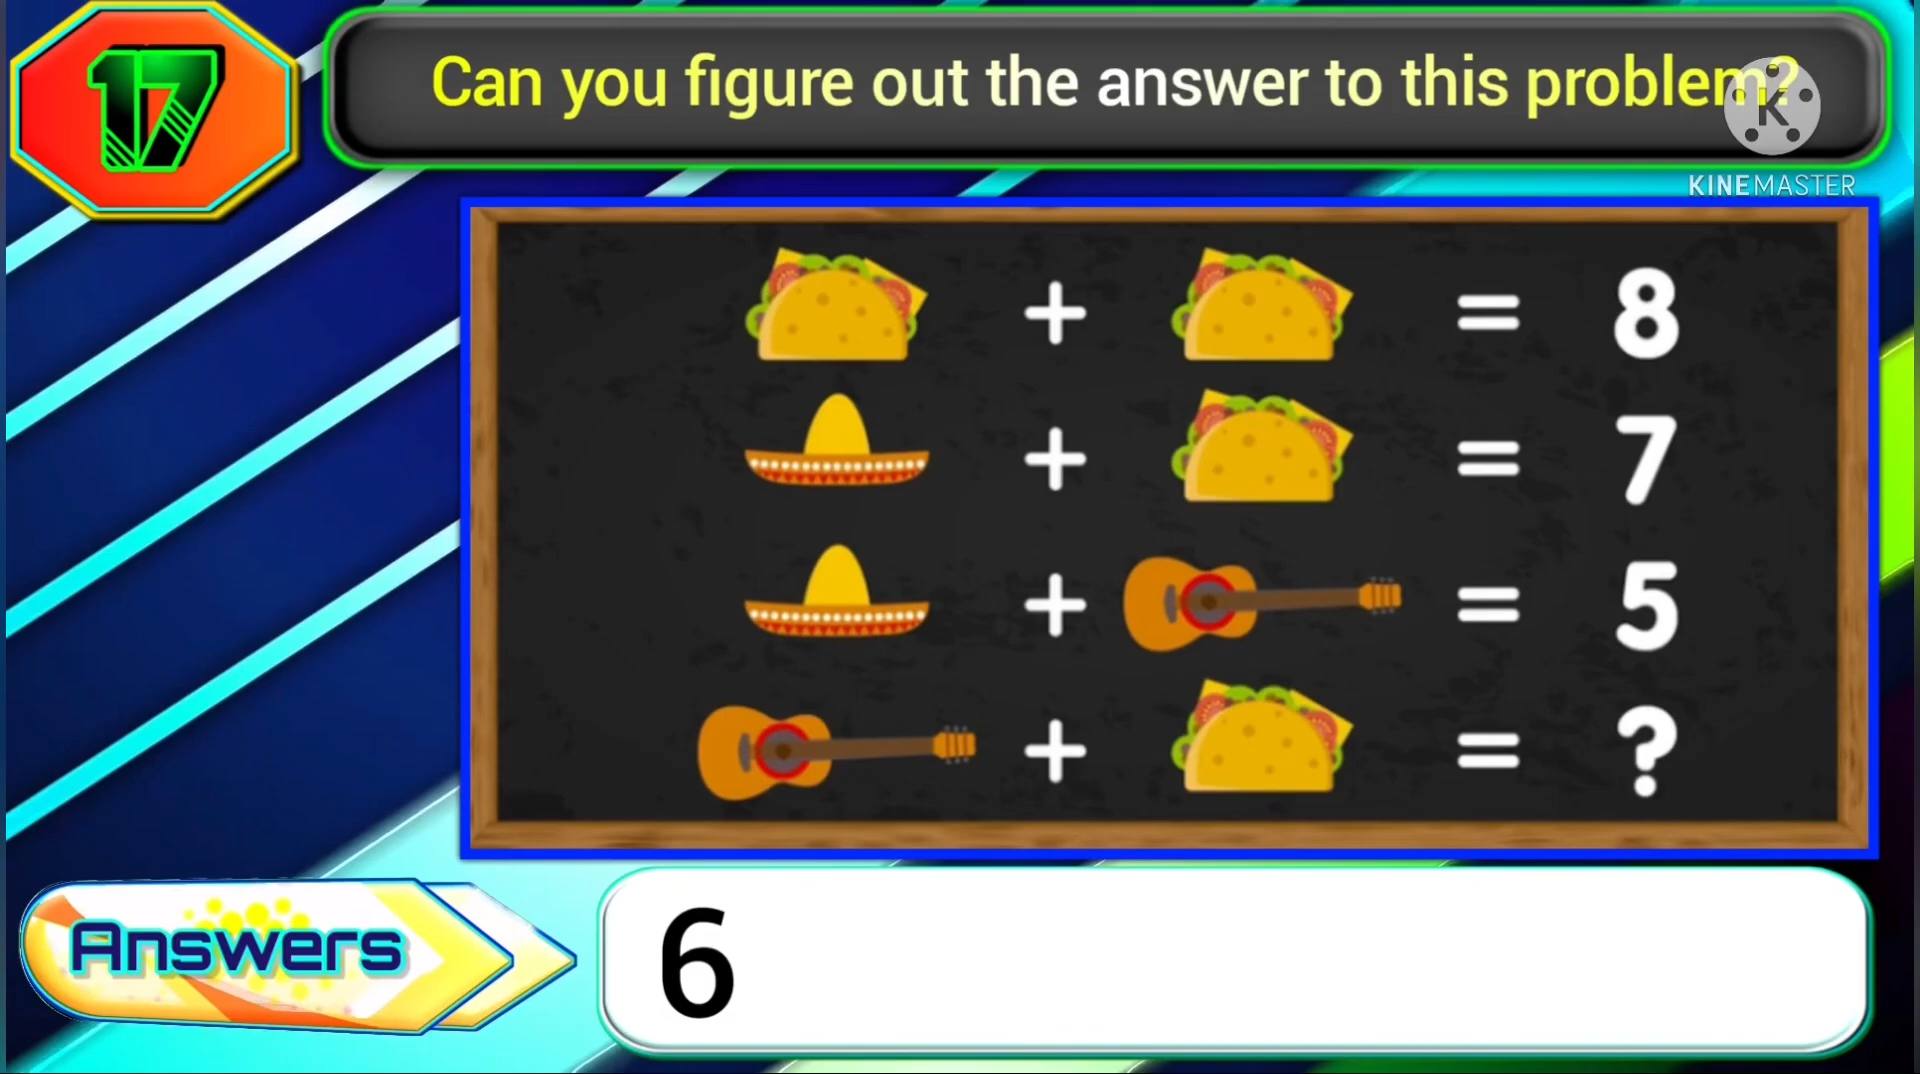 17
Can you figure out the answer to this problem?
K
KINEMASTER
+ = 8
+ = 7
+ = 5
+ = ?
Answers
6